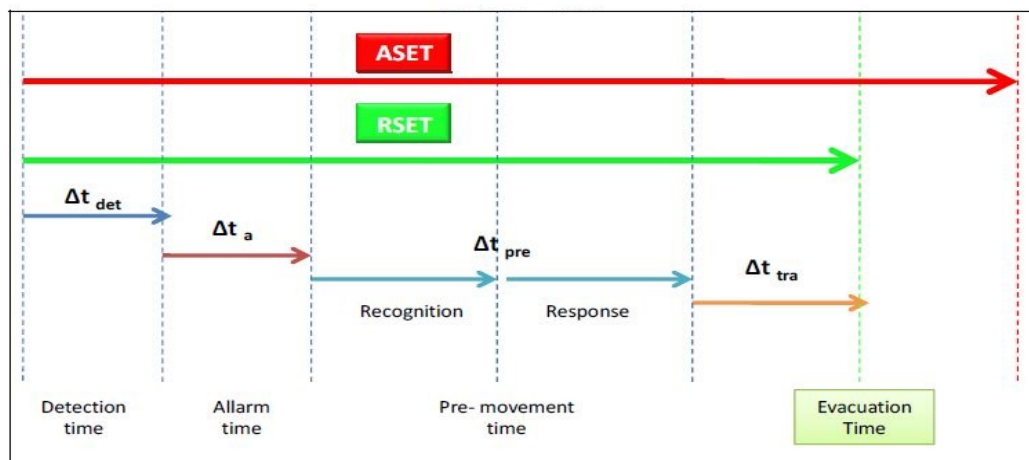 ASET
RSET
Δt det
Δt a
Δt pre
Δt tra
Recognition
Response
Detection
time
Allarm
time
Pre- movement
time
Evacuation
Time